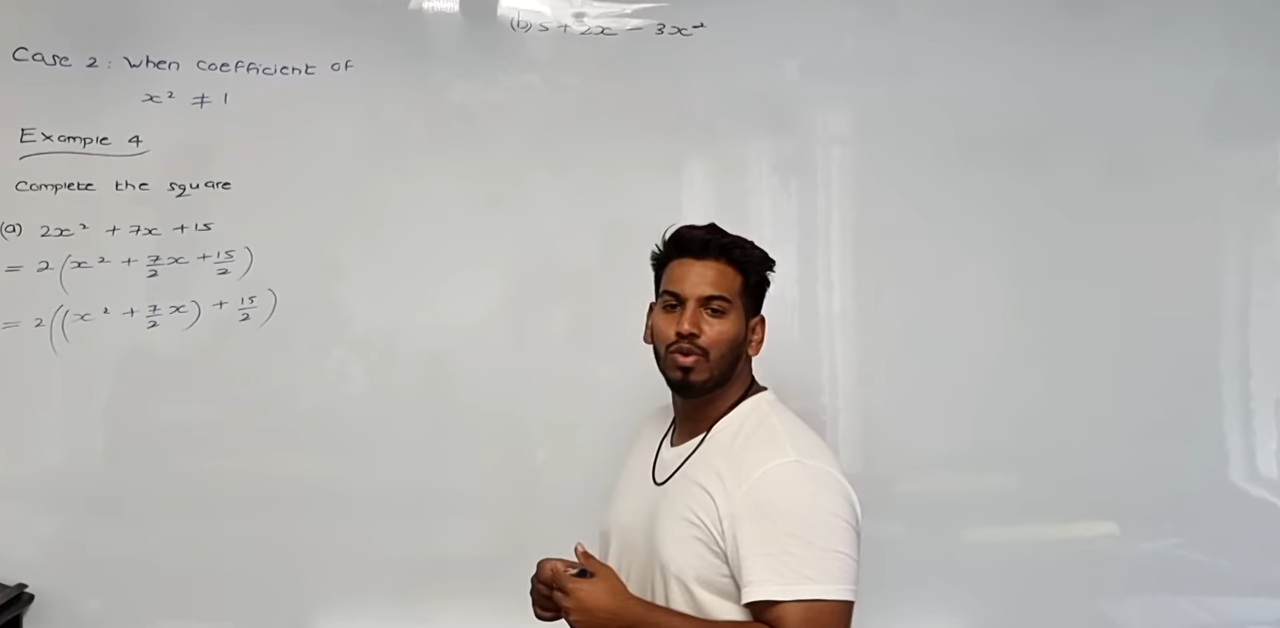 (b) 5 + 2x - 3x²
Case 2: When coefficient of
x² ≠ 1
Example 4
Complete the square
(a) 2x² + 7x + 15
= 2(x² + 7/2 x + 15/2)
= 2((x² + 7/2 x) + 15/2)